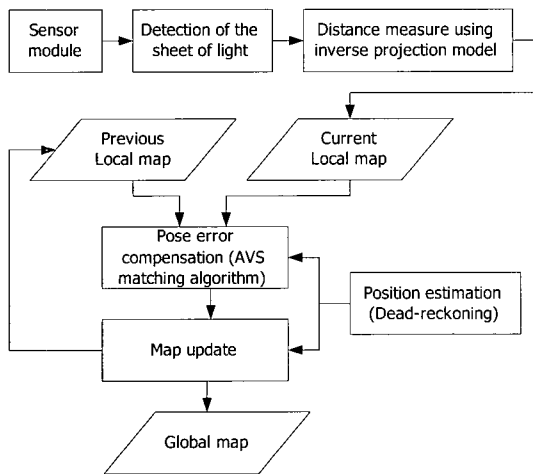 Sensor
module
Detection of the
sheet of light
Distance measure using
inverse projection model
Previous
Local map
Current
Local map
Pose error
compensation (AVS
matching algorithm)
Position estimation
(Dead-reckoning)
Map update
Global map